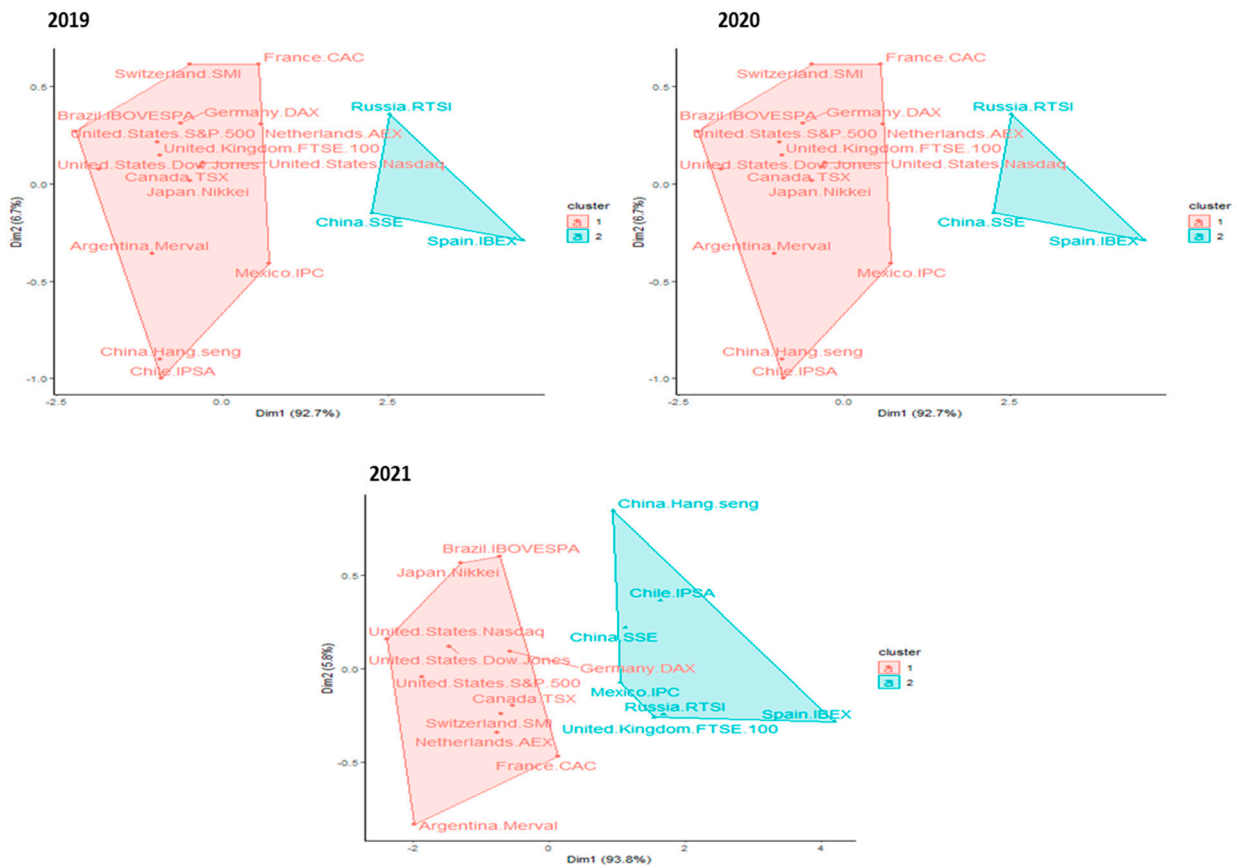 2019
France.CAC
Switzerland.SMI
0.5
Russia.RTSI
Brazil.IBOVESPA
Germany.DAX
United.States.S&P.500
Netherlands.AEX
United.Kingdom.FTSE.100
United.States.Dow.Jones
United.States.Nasdaq
Canada.TSX
0.0
Japan.Nikkei
China.SSE
Spain.IBEX
cluster
1
2
Argentina.Merval
Mexico.IPC
-0.5
China.Hang.seng
Chile.IPSA
-1.0
Dim2 (6.7%)
-2.5
0.0
2.5
Dim1 (92.7%)
2020
France.CAC
Switzerland.SMI
0.5
Russia.RTSI
Brazil.IBOVESPA
Germany.DAX
United.States.S&P.500
Netherlands.AEX
United.Kingdom.FTSE.100
United.States.Dow.Jones
United.States.Nasdaq
Canada.TSX
0.0
Japan.Nikkei
China.SSE
Spain.IBEX
cluster
1
2
Argentina.Merval
Mexico.IPC
-0.5
China.Hang.seng
Chile.IPSA
-1.0
Dim2 (6.7%)
-2.5
0.0
2.5
Dim1 (92.7%)
2021
China.Hang.seng
Brazil.IBOVESPA
Japan.Nikkei
0.5
Chile.IPSA
United.States.Nasdaq
China.SSE
United.States.Dow.Jones
Germany.DAX
0.0
United.States.S&P.500
Mexico.IPC
Canada.TSX
Russia.RTSI
Spain.IBEX
Switzerland.SMI
United.Kingdom.FTSE.100
Netherlands.AEX
France.CAC
-0.5
Argentina.Merval
cluster
1
2
Dim2 (5.8%)
-2
0
2
4
Dim1 (93.8%)